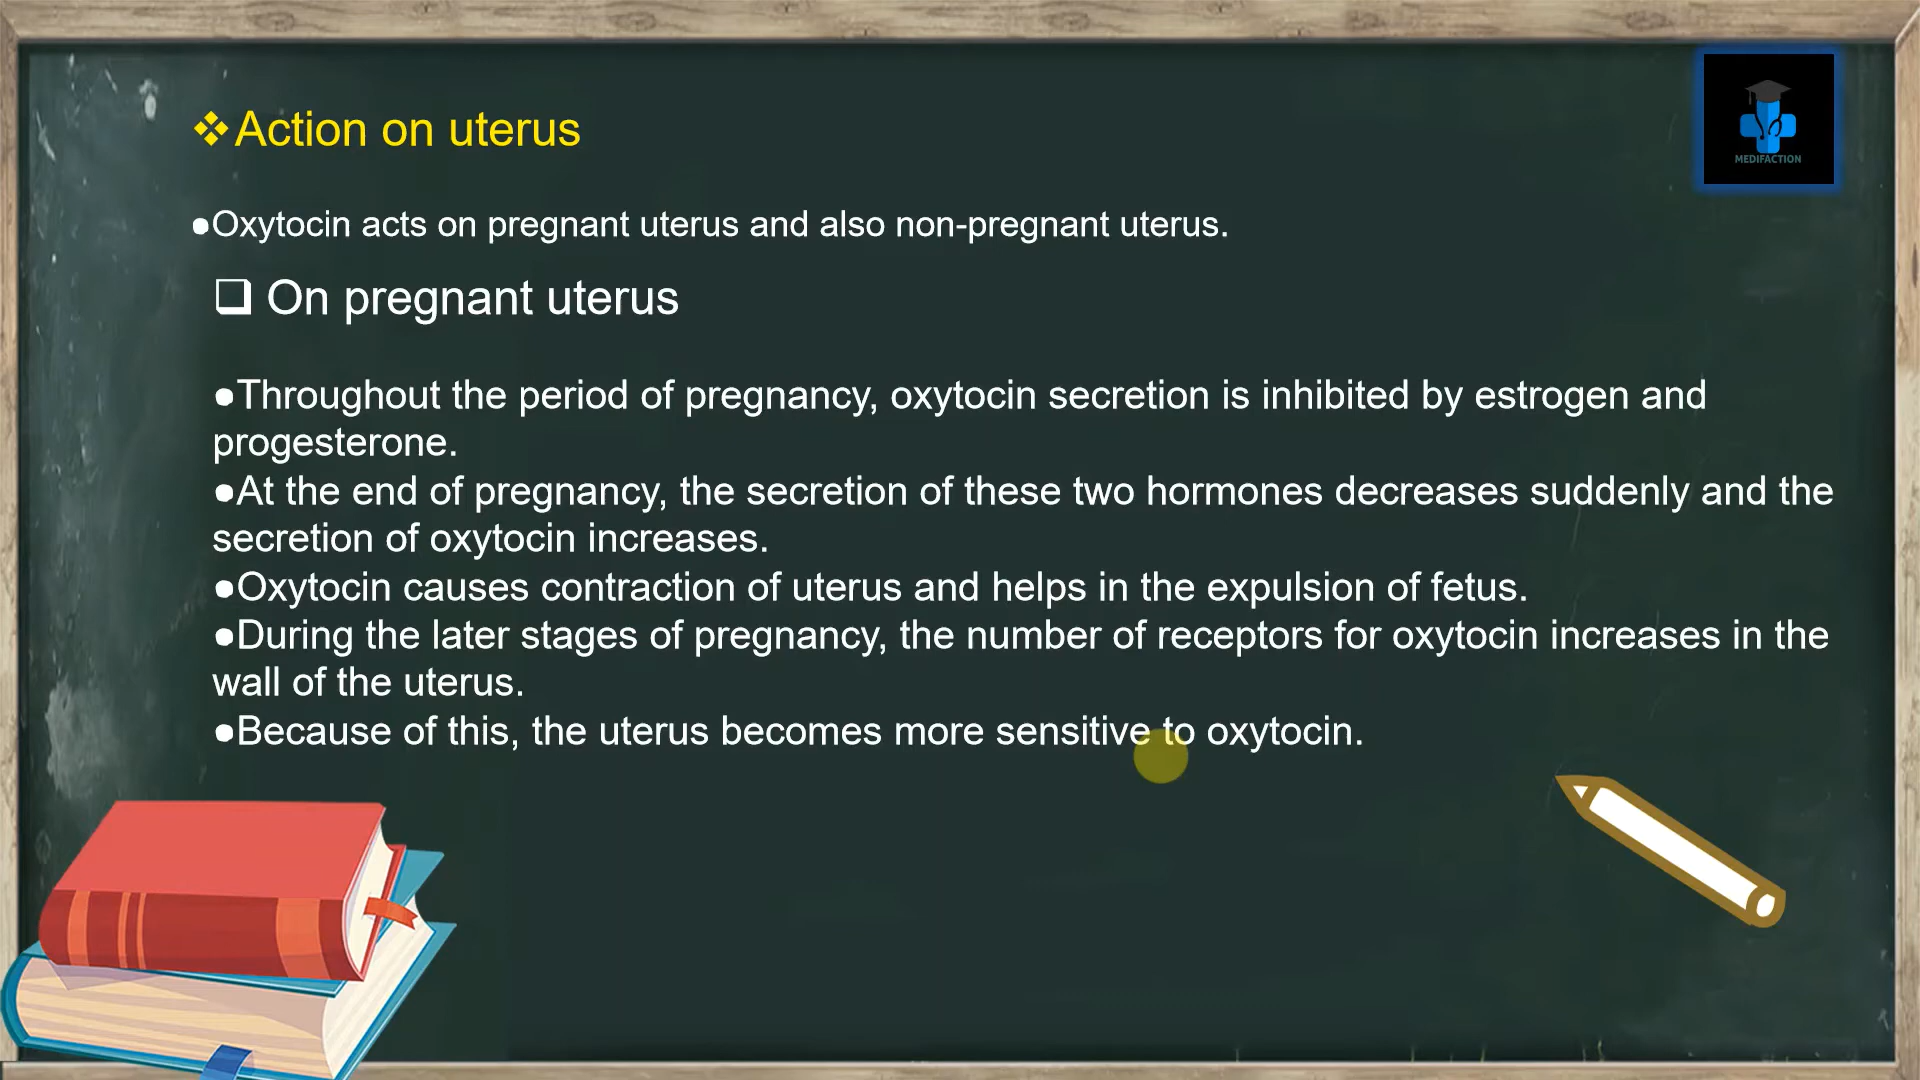 ❖Action on uterus
MEDIFACTION
●Oxytocin acts on pregnant uterus and also non-pregnant uterus.
❑ On pregnant uterus
●Throughout the period of pregnancy, oxytocin secretion is inhibited by estrogen and
progesterone.
●At the end of pregnancy, the secretion of these two hormones decreases suddenly and the
secretion of oxytocin increases.
●Oxytocin causes contraction of uterus and helps in the expulsion of fetus.
●During the later stages of pregnancy, the number of receptors for oxytocin increases in the
wall of the uterus.
●Because of this, the uterus becomes more sensitive to oxytocin.